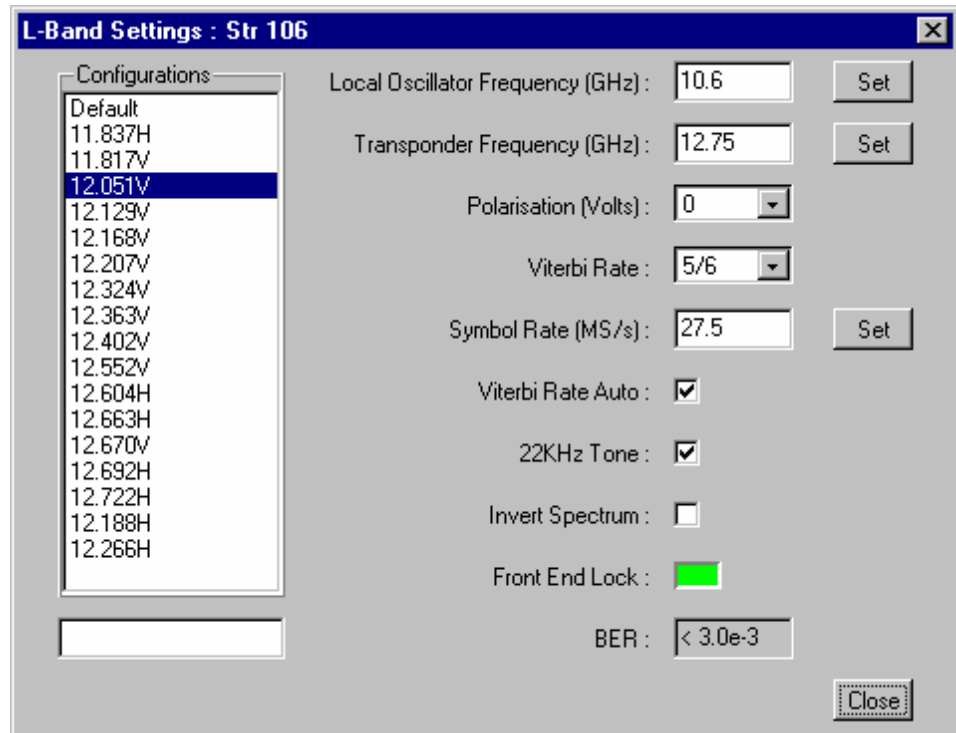 L-Band Settings : Str 106
Configurations
Default
11.837H
11.817V
12.051V
12.129V
12.168V
12.207V
12.324V
12.363V
12.402V
12.552V
12.604H
12.663H
12.670V
12.692H
12.722H
12.188H
12.266H
Local Oscillator Frequency (GHz) : 10.6 Set
Transponder Frequency (GHz) : 12.75 Set
Polarisation (Volts) : 0
Viterbi Rate : 5/6
Symbol Rate (MS/s) : 27.5 Set
Viterbi Rate Auto :
22KHz Tone :
Invert Spectrum :
Front End Lock :
BER : < 3.0e-3
Close